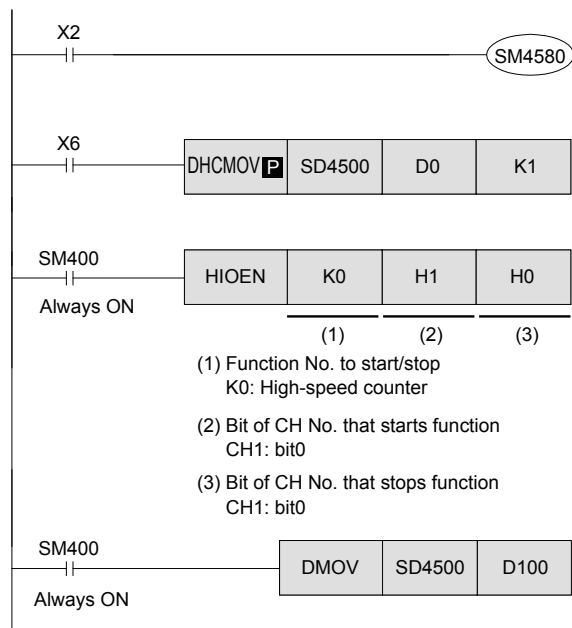 X2
SM4580
X6
DHCMOV P SD4500 D0 K1
SM400
HIOEN K0 H1 H0
Always ON
(1) (2) (3)
(1) Function No. to start/stop
K0: High-speed counter
(2) Bit of CH No. that starts function
CH1: bit0
(3) Bit of CH No. that stops function
CH1: bit0
SM400
DMOV SD4500 D100
Always ON